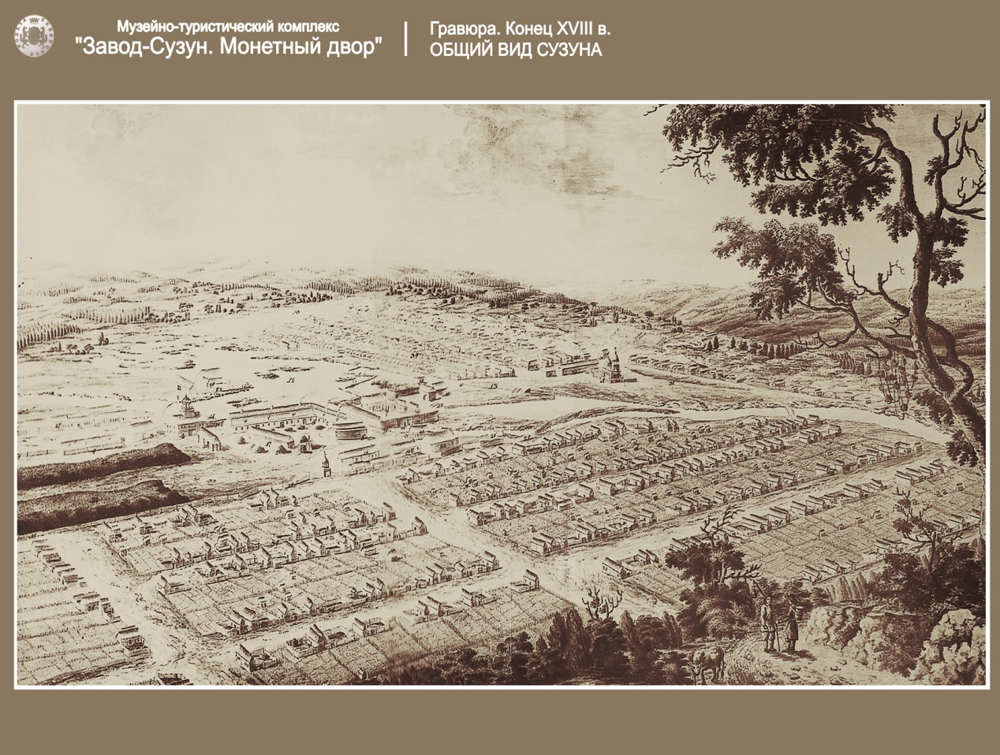 Музейно-туристический комплекс
"Завод-Сузун. Монетный двор"
Гравюра. Конец XVIII в.
ОБЩИЙ ВИД СУЗУНА